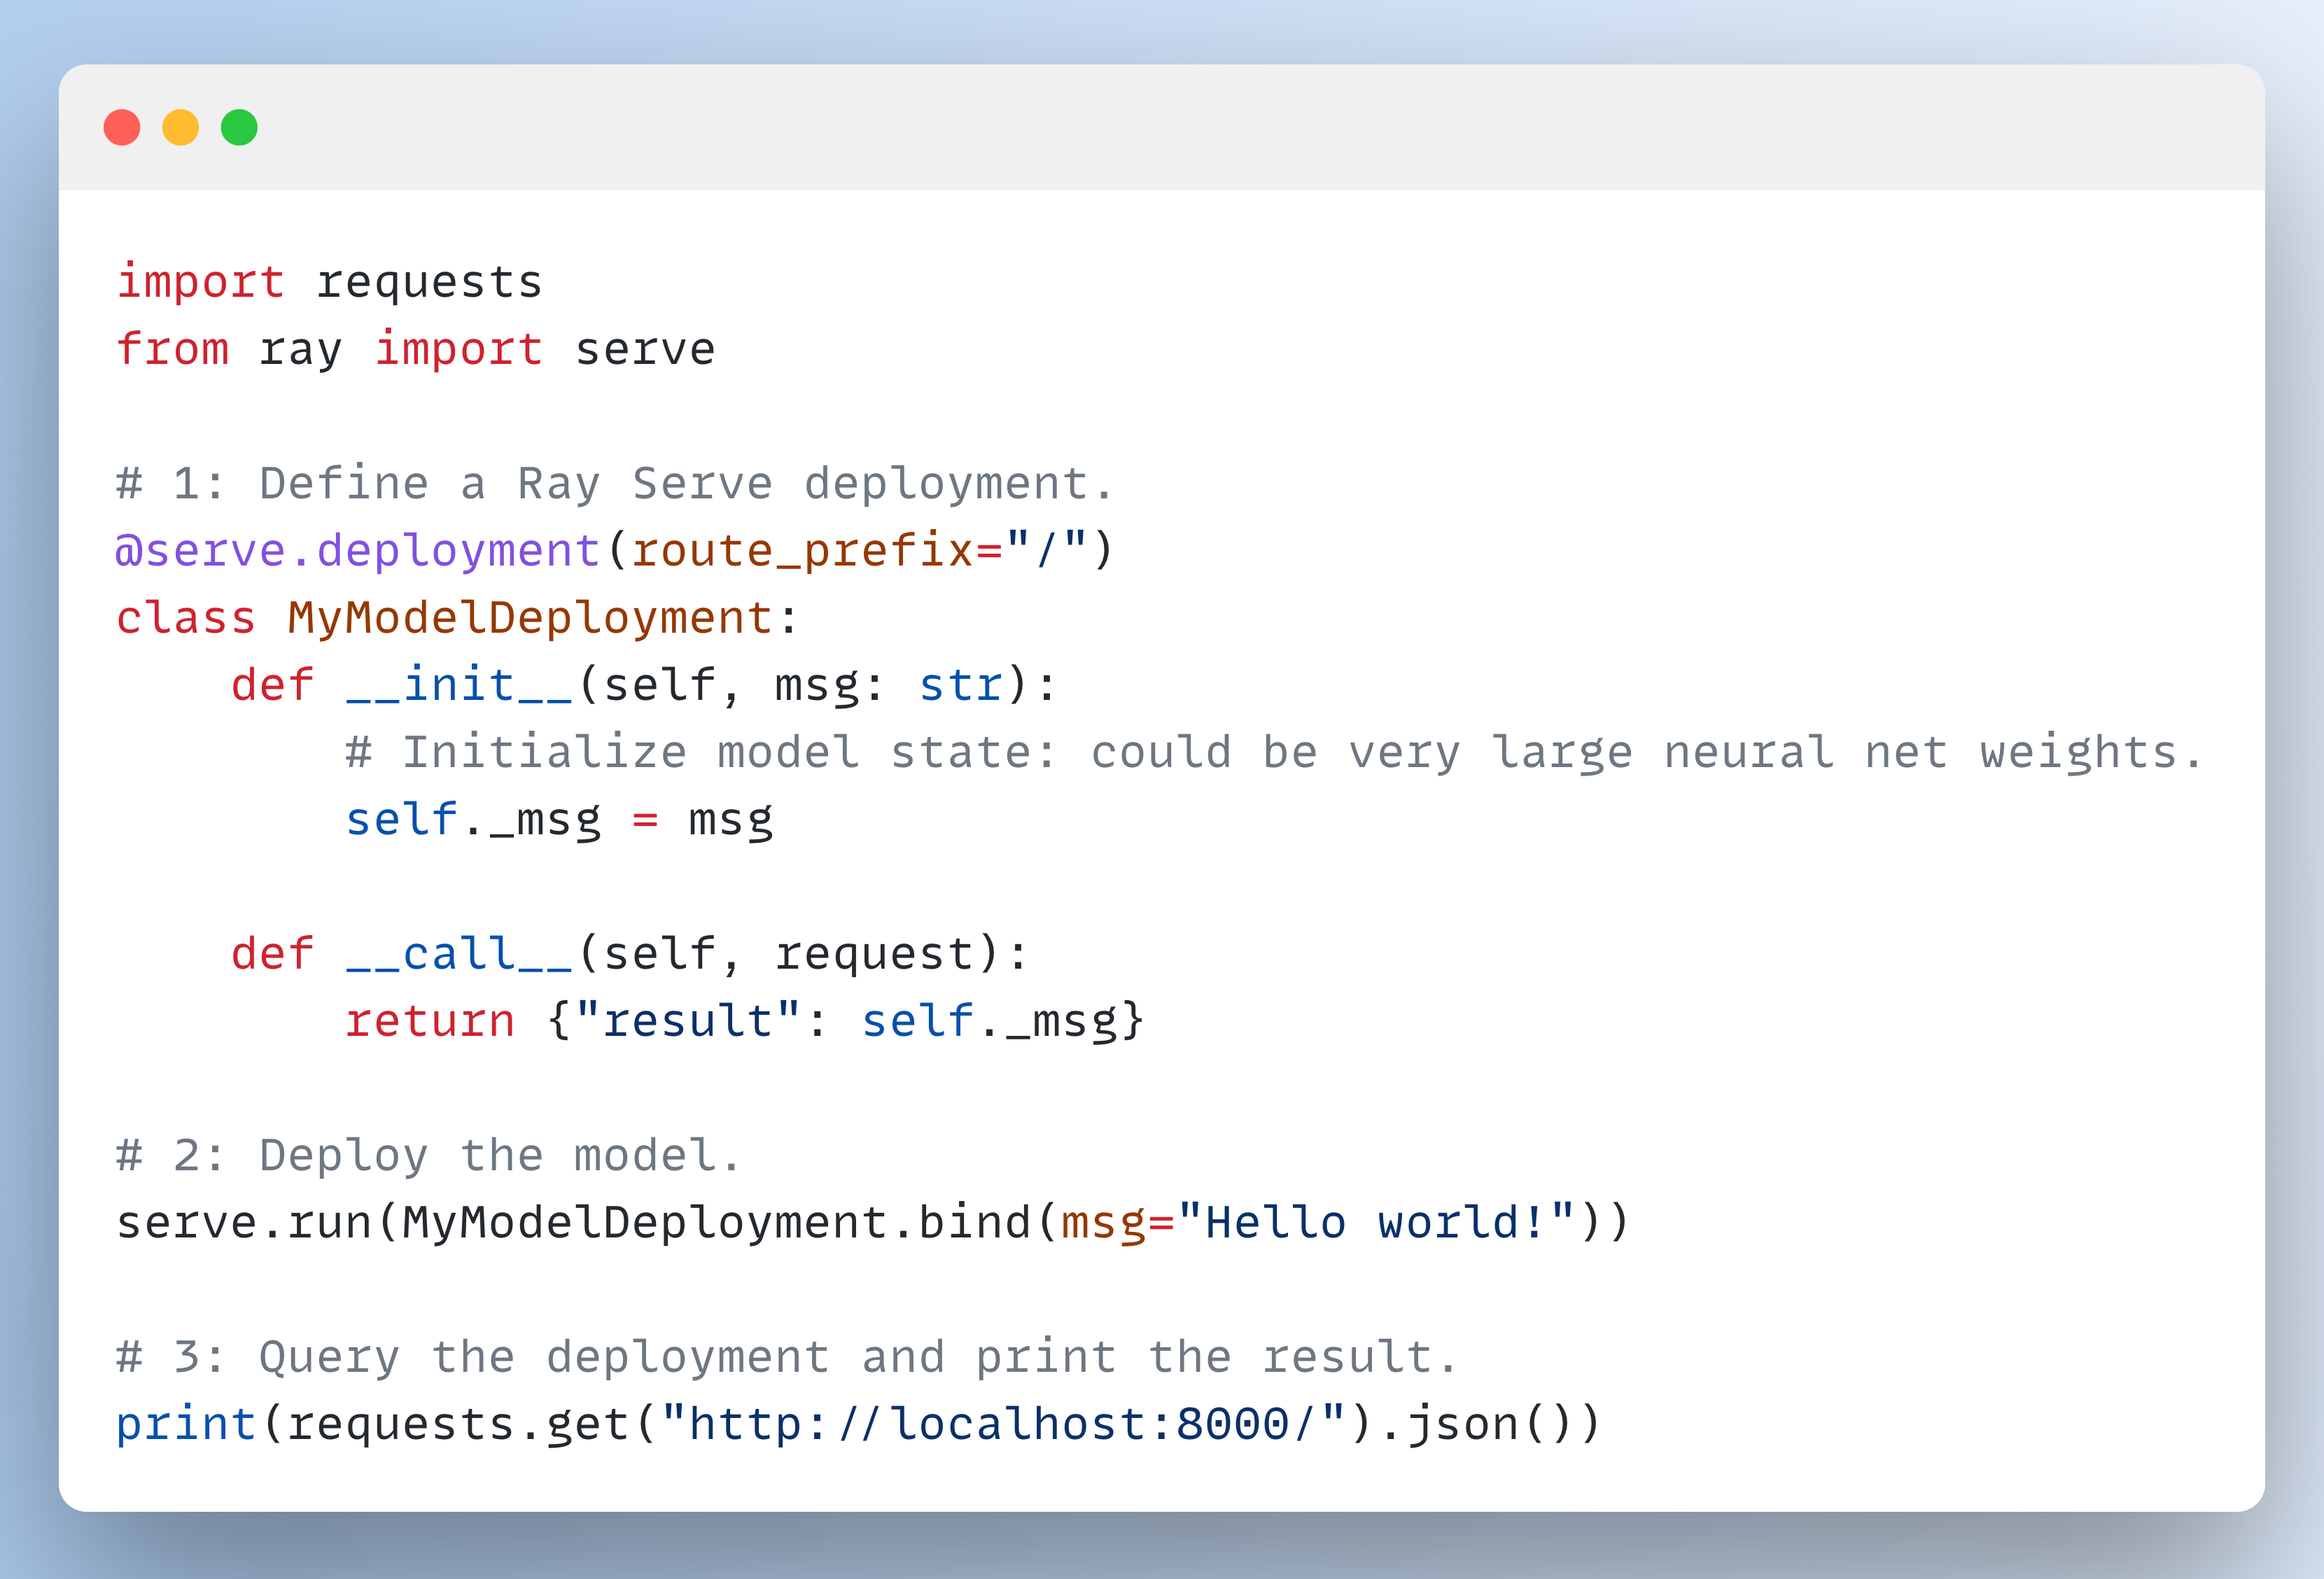 import requests
from ray import serve

# 1: Define a Ray Serve deployment.
@serve.deployment(route_prefix="/")
class MyModelDeployment:
    def __init__(self, msg: str):
        # Initialize model state: could be very large neural net weights.
        self._msg = msg

    def __call__(self, request):
        return {"result": self._msg}

# 2: Deploy the model.
serve.run(MyModelDeployment.bind(msg="Hello world!"))

# 3: Query the deployment and print the result.
print(requests.get("http://localhost:8000/").json())